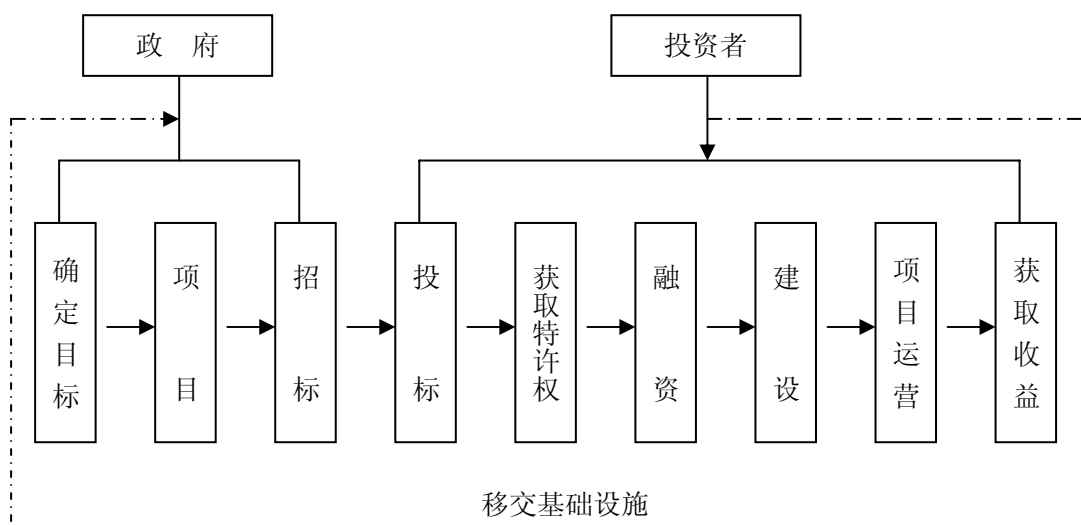 政 府
投资者
确定目标
项目
招标
投标
获取特许权
融资
建设
项目运营
获取收益
移交基础设施